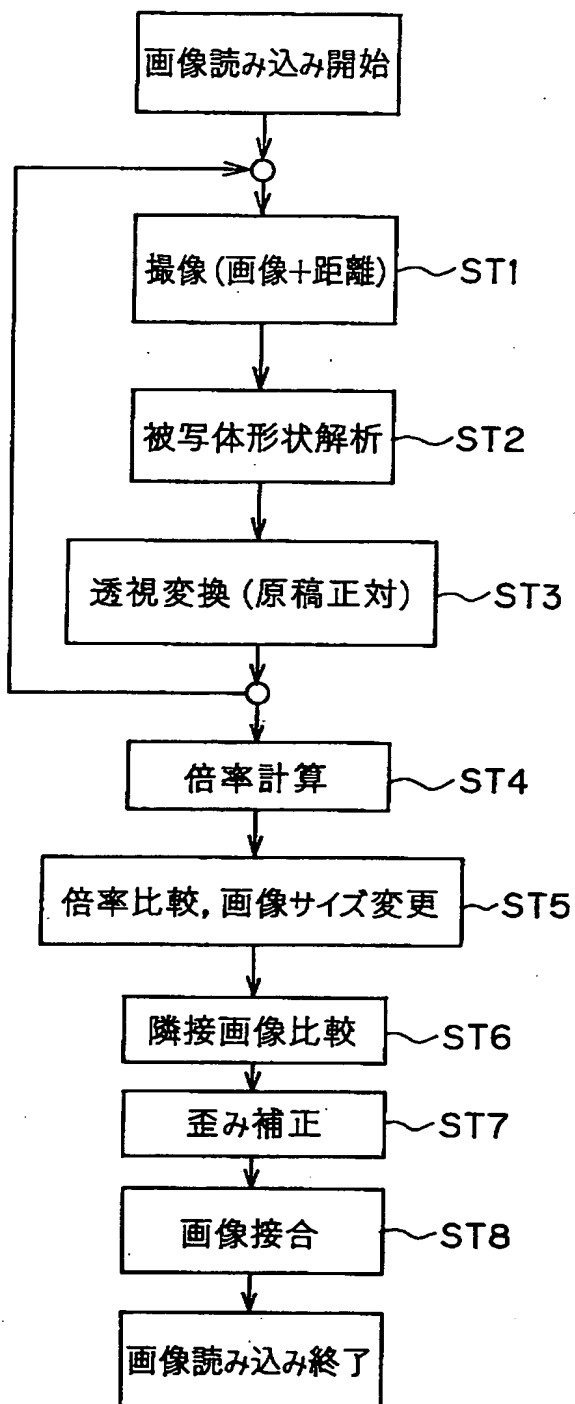 画像読み込み開始
撮像(画像+距離) ST1
被写体形状解析 ST2
透視変換(原稿正対) ST3
倍率計算 ST4
倍率比較,画像サイズ変更 ST5
隣接画像比較 ST6
歪み補正 ST7
画像接合 ST8
画像読み込み終了